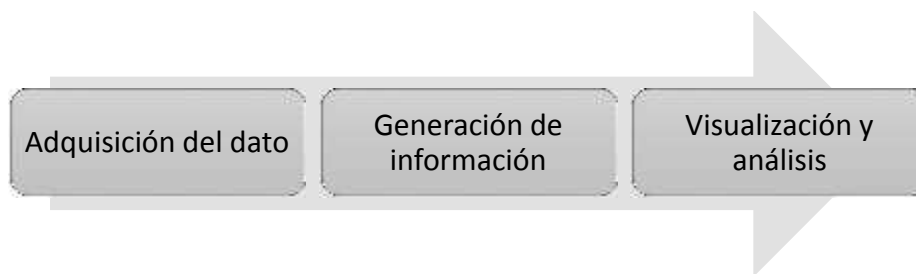 Adquisición del dato
Generación de
información
Visualización y
análisis